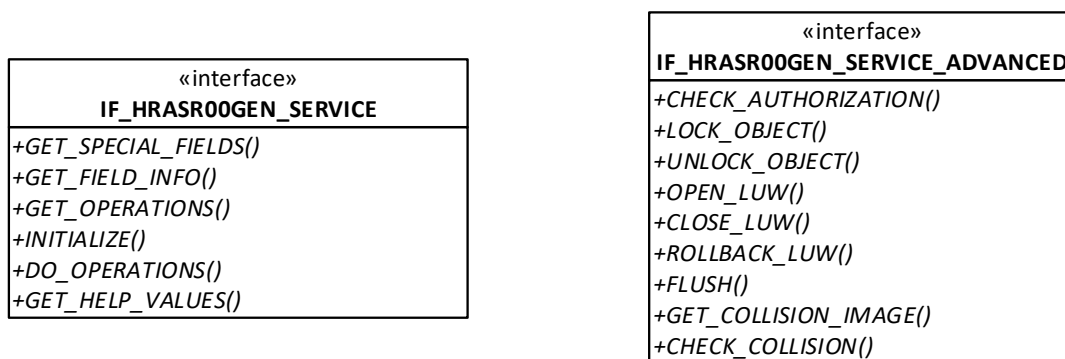 «interface»
IF_HRASR00GEN_SERVICE
+GET_SPECIAL_FIELDS()
+GET_FIELD_INFO()
+GET_OPERATIONS()
+INITIALIZE()
+DO_OPERATIONS()
+GET_HELP_VALUES()
«interface»
IF_HRASR00GEN_SERVICE_ADVANCED
+CHECK_AUTHORIZATION()
+LOCK_OBJECT()
+UNLOCK_OBJECT()
+OPEN_LUW()
+CLOSE_LUW()
+ROLLBACK_LUW()
+FLUSH()
+GET_COLLISION_IMAGE()
+CHECK_COLLISION()